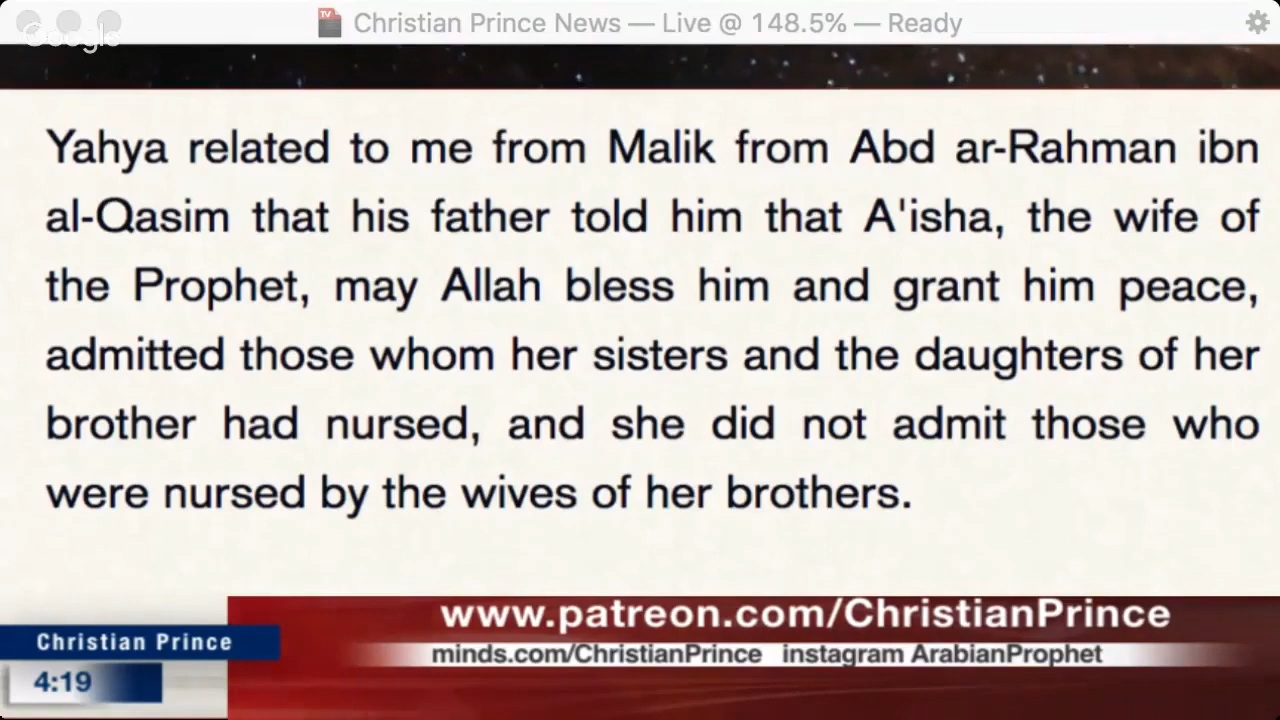 Christian Prince News — Live @ 148.5% — Ready
Google
Yahya related to me from Malik from Abd ar-Rahman ibn
al-Qasim that his father told him that A'isha, the wife of
the Prophet, may Allah bless him and grant him peace,
admitted those whom her sisters and the daughters of her
brother had nursed, and she did not admit those who
were nursed by the wives of her brothers.
www.patreon.com/ChristianPrince
Christian Prince
minds.com/ChristianPrince instagram ArabianProphet
4:19